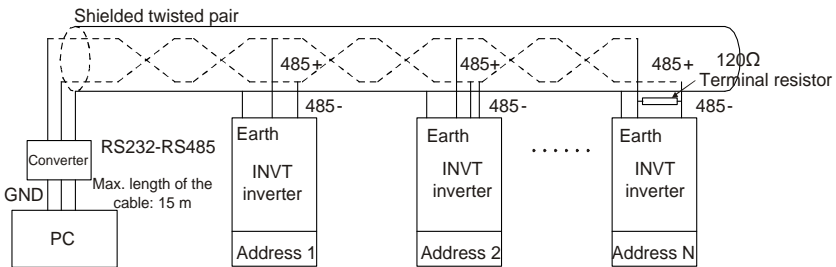 Shielded twisted pair
485+
485+
485+
120Ω
Terminal resistor
485-
485-
485-
Earth
Earth
Earth
RS232-RS485
Converter
INVT
inverter
INVT
inverter
......
INVT
inverter
GND
Max. length of the
cable: 15 m
PC
Address 1
Address 2
Address N